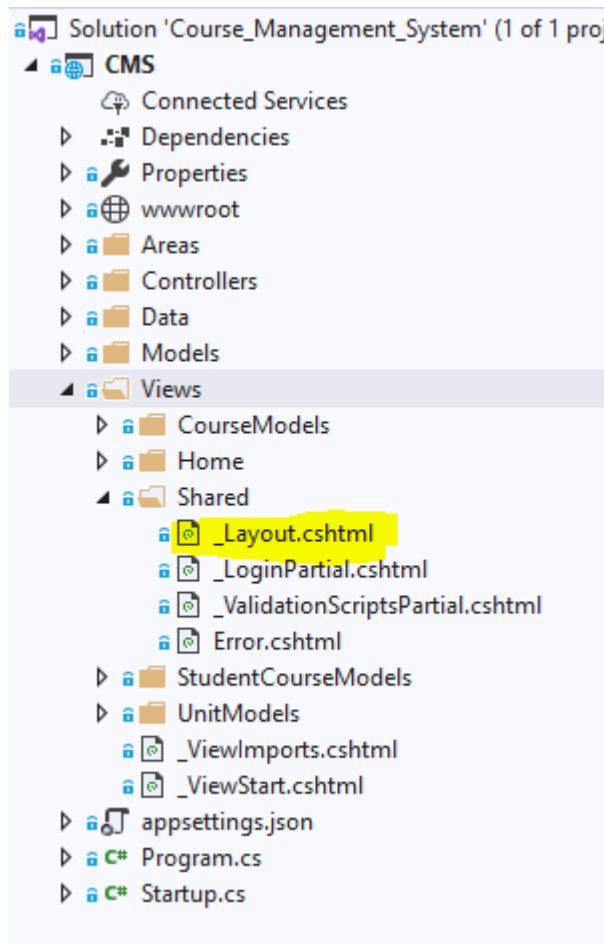 Solution 'Course_Management_System' (1 of 1 proj
CMS
Connected Services
Dependencies
Properties
wwwroot
Areas
Controllers
Data
Models
Views
CourseModels
Home
Shared
_Layout.cshtml
_LoginPartial.cshtml
_ValidationScriptsPartial.cshtml
Error.cshtml
StudentCourseModels
UnitModels
_ViewImports.cshtml
_ViewStart.cshtml
appsettings.json
C# Program.cs
C# Startup.cs